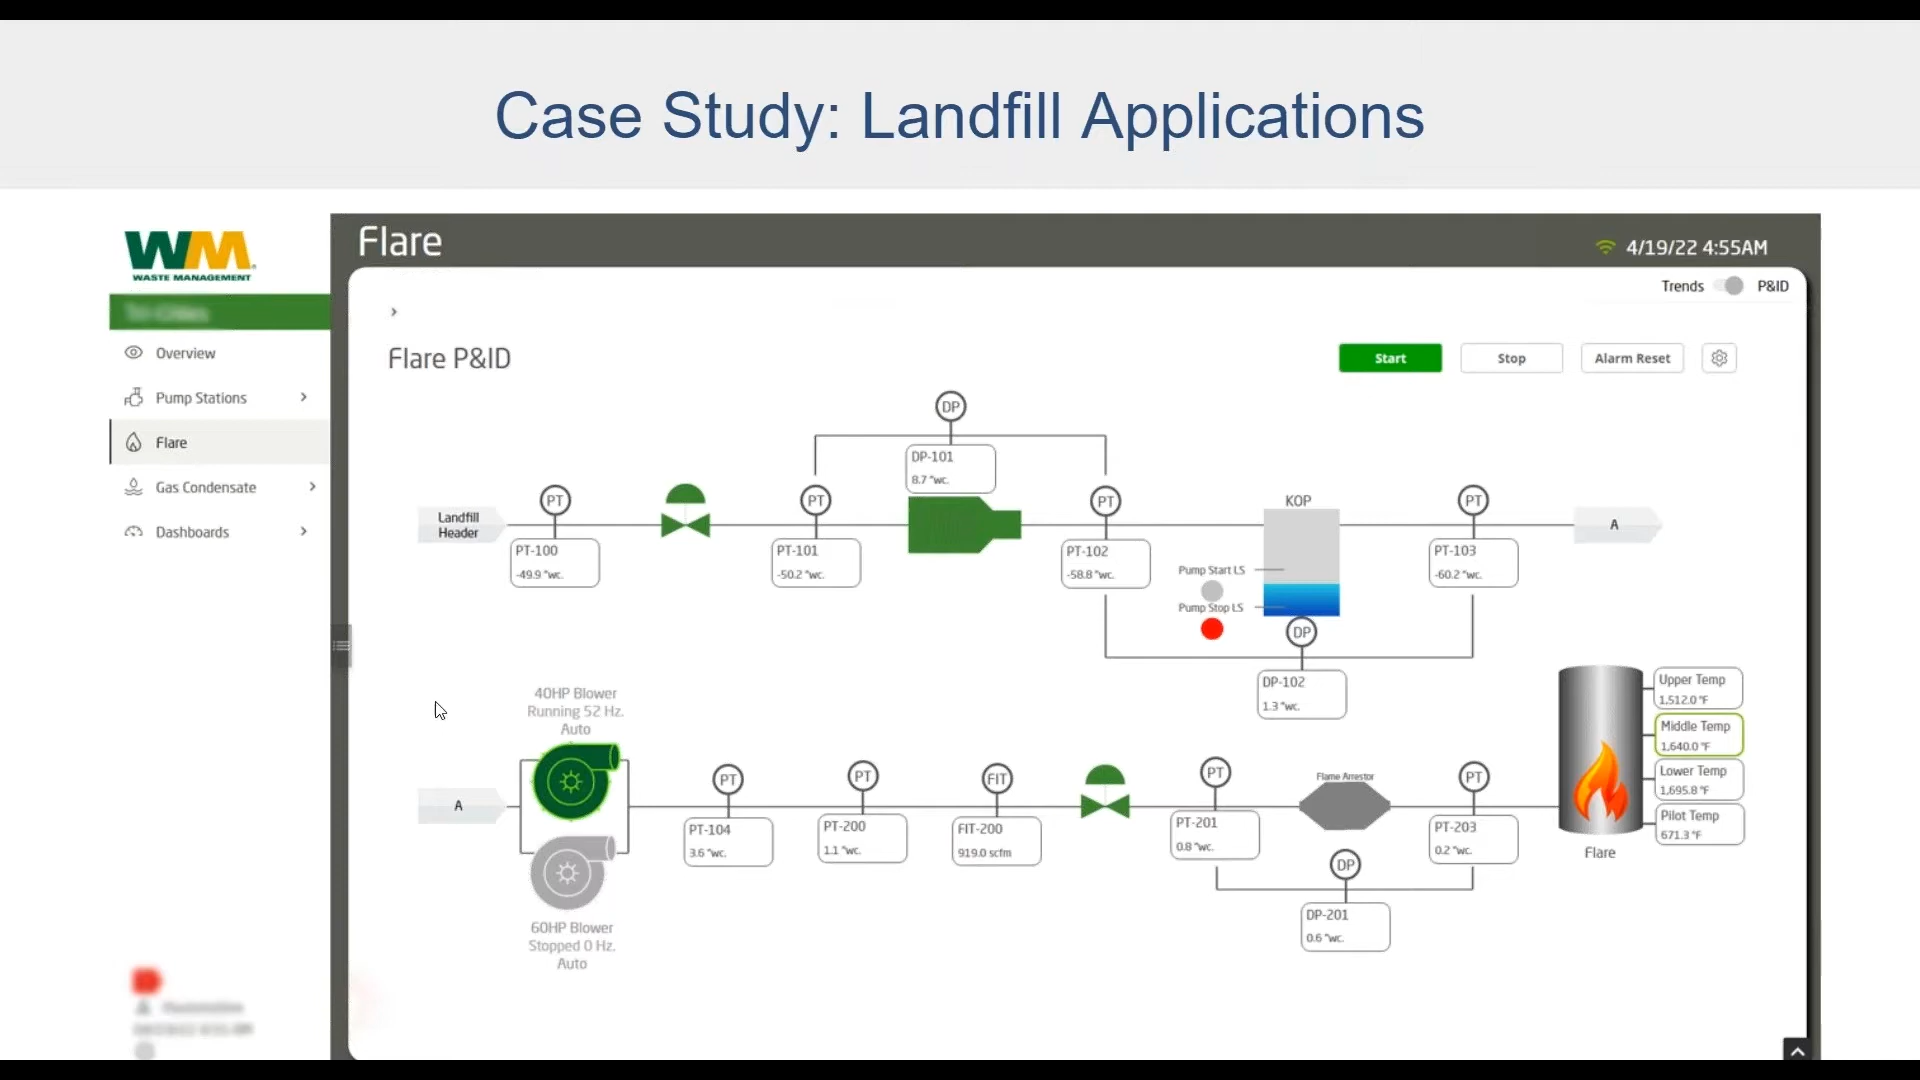 Case Study: Landfill Applications
WM
WASTE MANAGEMENT
Flare
4/19/22 4:55AM
Trends
P&ID
Overview
Pump Stations
Flare
Gas Condensate
Dashboards
Flare P&ID
Start
Stop
Alarm Reset
DP
DP-101
8.7 "wc.
Landfill
Header
PT
PT-100
-49.9 "wc.
PT
PT-101
-50.2 "wc.
PT
PT-102
-58.8 "wc.
KOP
Pump Start LS
Pump Stop LS
DP
DP-102
1.3 "wc.
PT
PT-103
-60.2 "wc.
A
A
40HP Blower
Running 52 Hz.
Auto
60HP Blower
Stopped 0 Hz.
Auto
PT
PT-104
3.6 "wc.
PT
PT-200
1.1 "wc.
FIT
FIT-200
919.0 scfm
PT
PT-201
0.8 "wc.
Flame Arrestor
DP
DP-201
0.6 "wc.
PT
PT-203
0.2 "wc.
Upper Temp
1,512.0 °F
Middle Temp
1,640.0 °F
Lower Temp
1,695.8 °F
Pilot Temp
671.3 °F
Flare